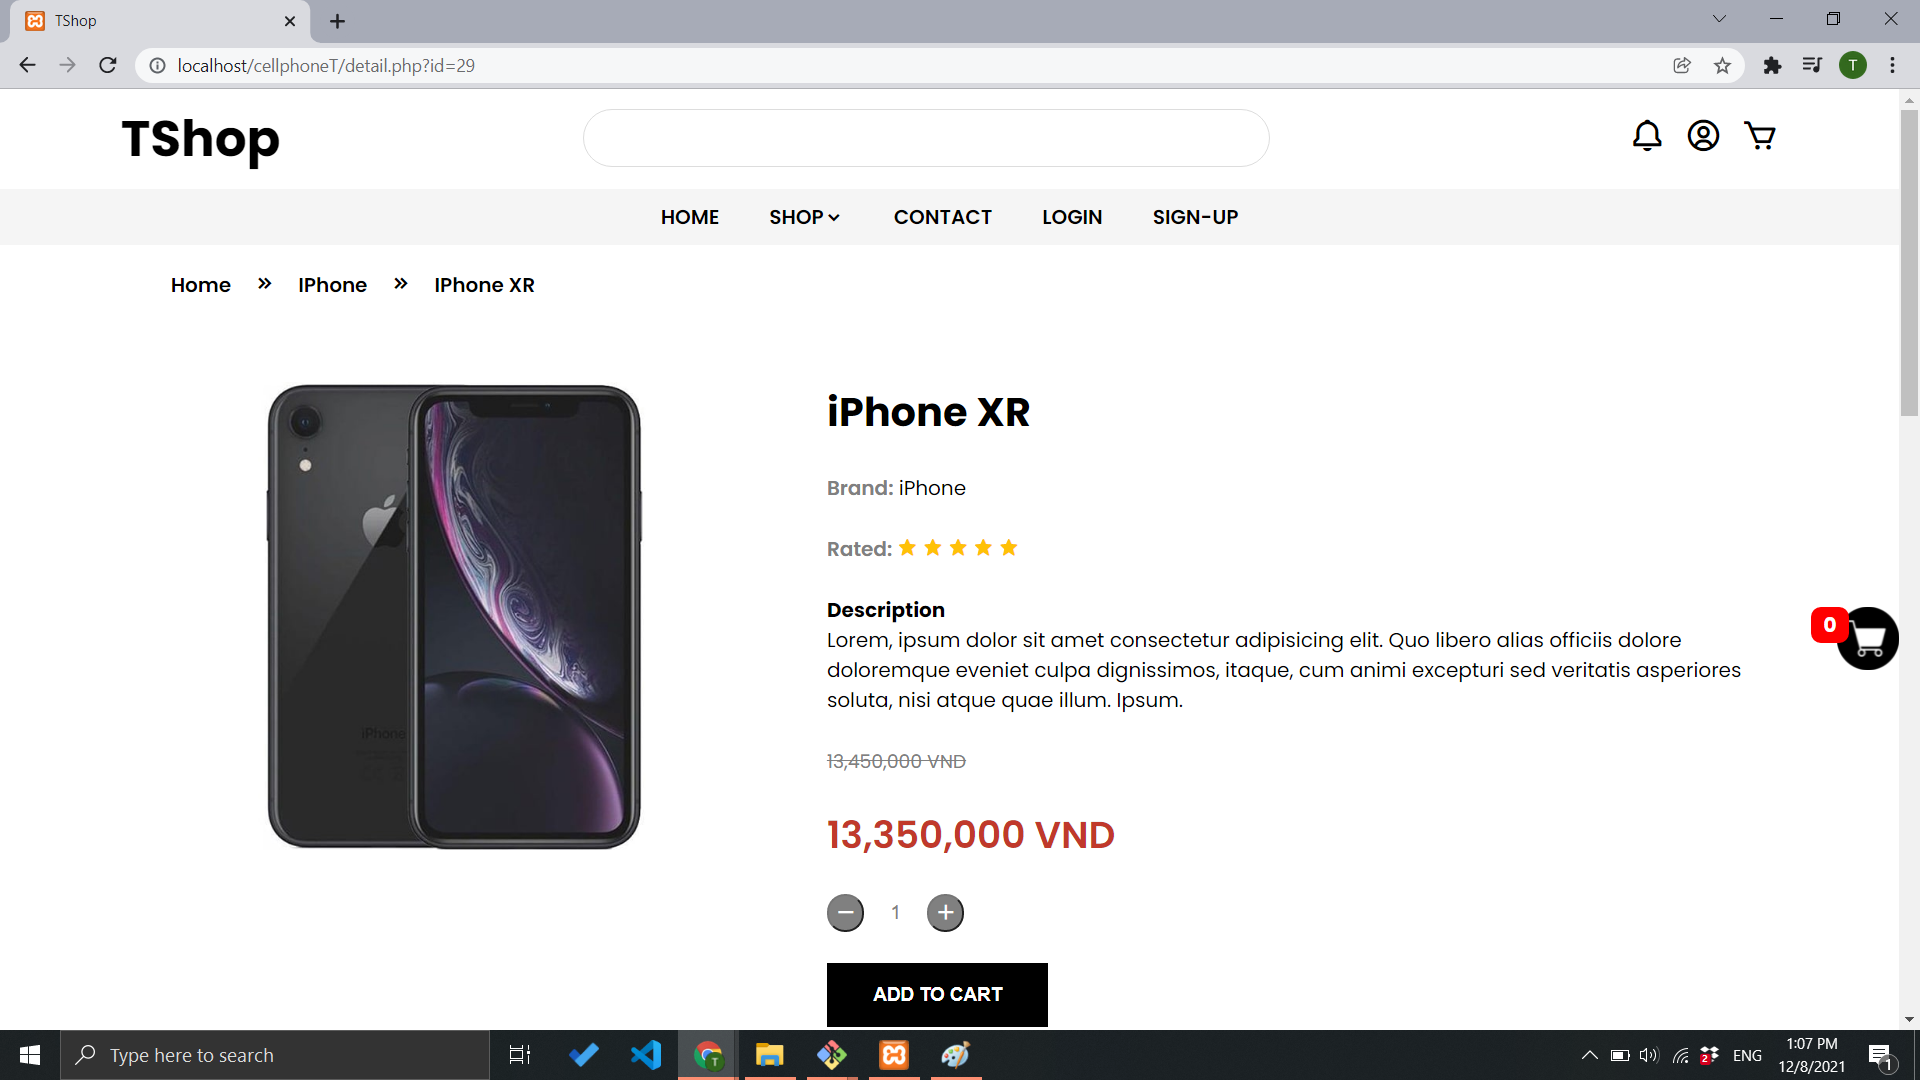 TShop
localhost/cellphoneT/detail.php?id=29
T
TShop
HOME SHOP CONTACT LOGIN SIGN-UP
Home » IPhone » IPhone XR
iPhone XR
Brand: iPhone
Rated:
Description
Lorem, ipsum dolor sit amet consectetur adipisicing elit. Quo libero alias officiis dolore
doloremque eveniet culpa dignissimos, itaque, cum animi excepturi sed veritatis asperiores
soluta, nisi atque quae illum. Ipsum.
0
iPhone
13,450,000 VND
13,350,000 VND
− 1 +
ADD TO CART
Type here to search
T
2
ENG
1:07 PM
12/8/2021
1